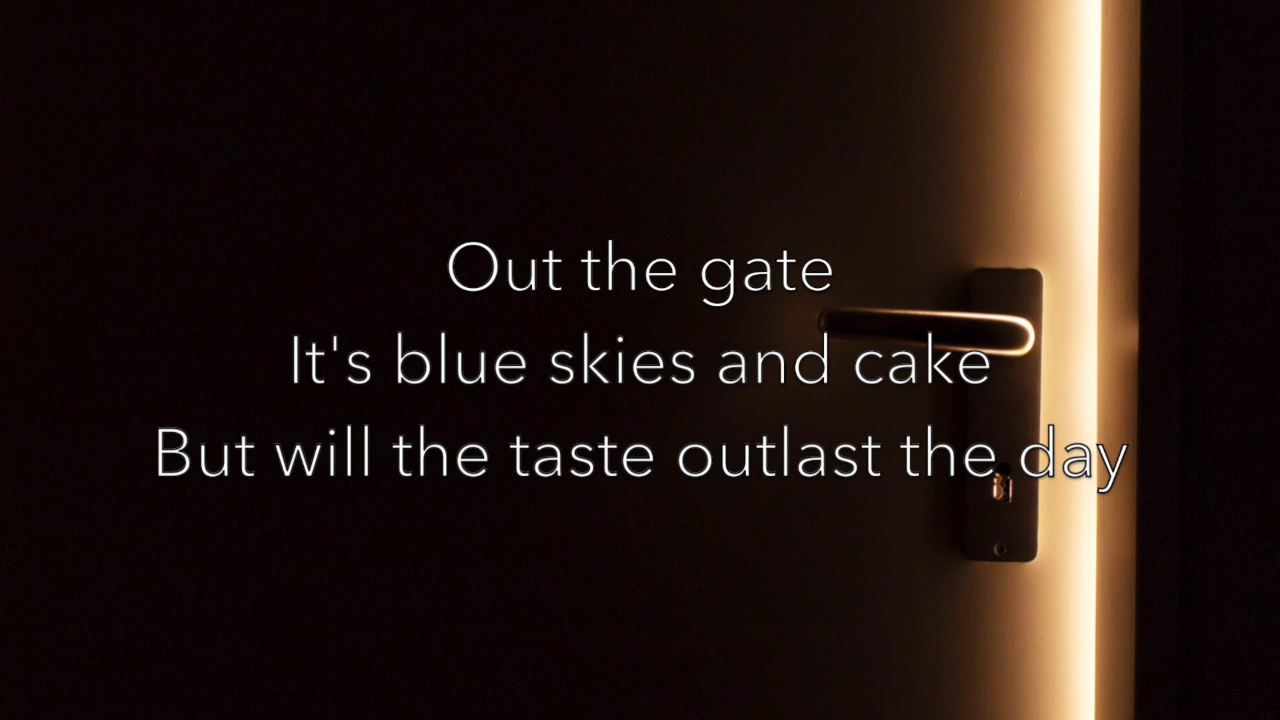 Out the gate
It's blue skies and cake
But will the taste outlast the day